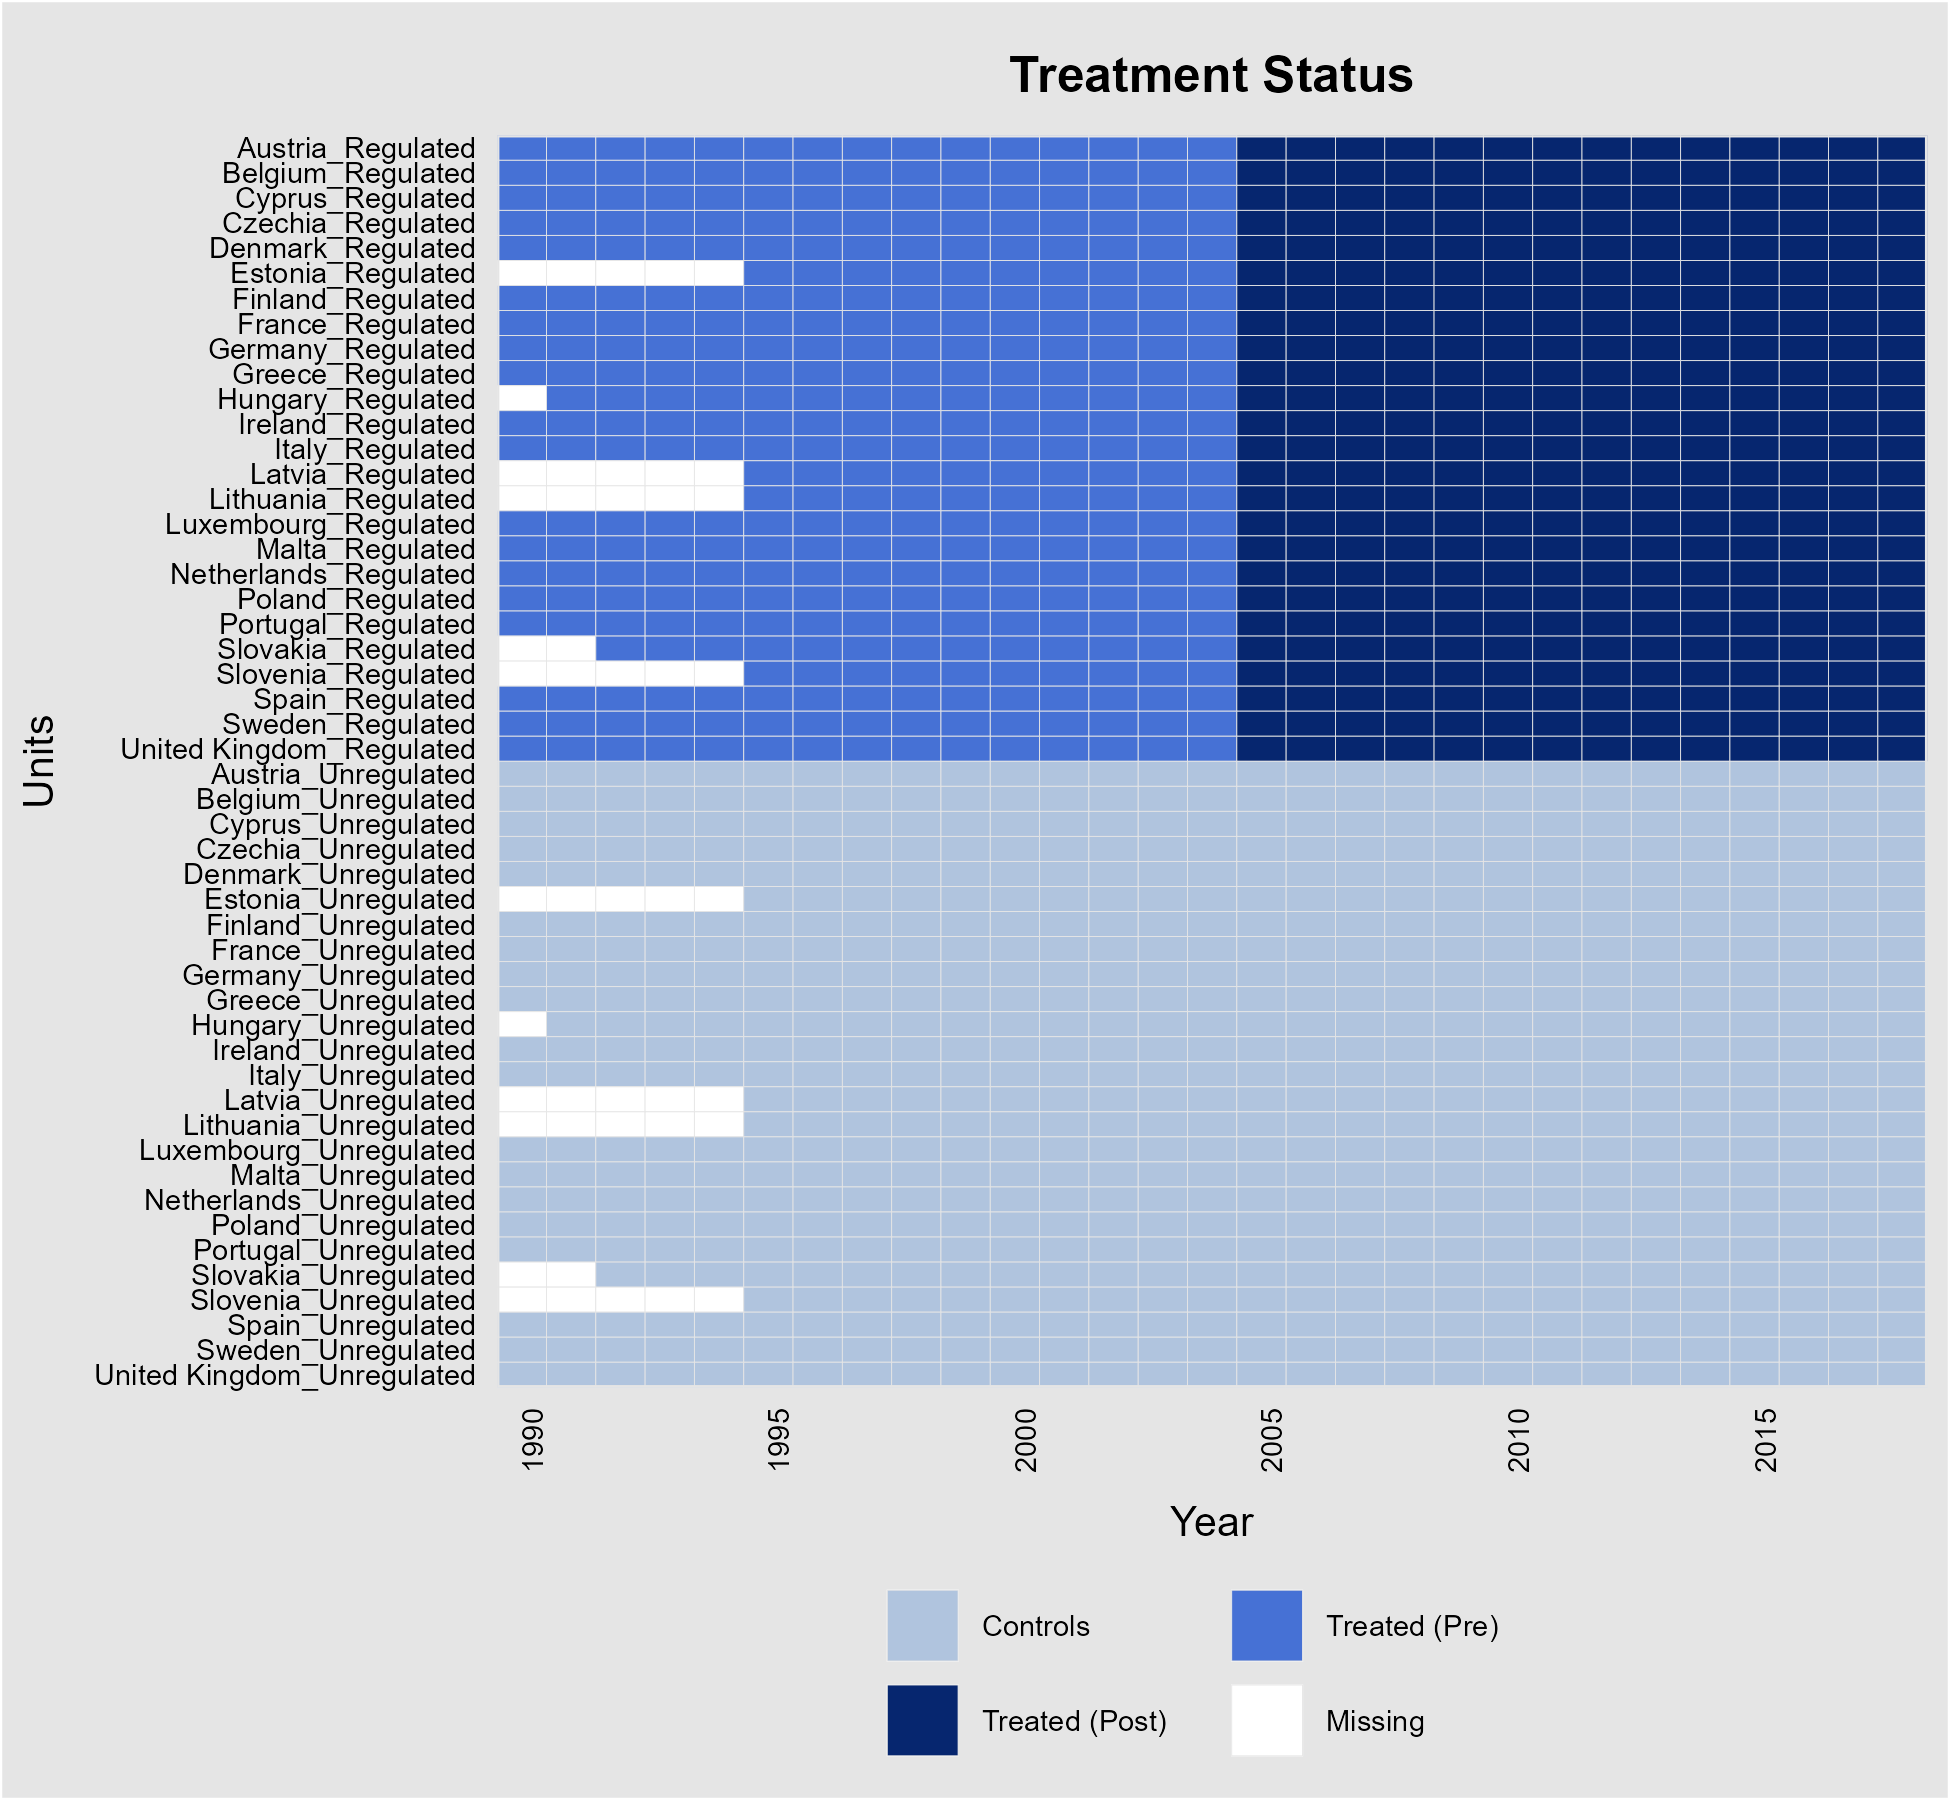 Treatment Status
Austria_Regulated
Belgium_Regulated
Cyprus_Regulated
Czechia_Regulated
Denmark_Regulated
Estonia_Regulated
Finland_Regulated
France_Regulated
Germany_Regulated
Greece_Regulated
Hungary_Regulated
Ireland_Regulated
Italy_Regulated
Latvia_Regulated
Lithuania_Regulated
Luxembourg_Regulated
Malta_Regulated
Netherlands_Regulated
Poland_Regulated
Portugal_Regulated
Slovakia_Regulated
Slovenia_Regulated
Spain_Regulated
Sweden_Regulated
United Kingdom_Regulated
Austria_Unregulated
Belgium_Unregulated
Cyprus_Unregulated
Czechia_Unregulated
Denmark_Unregulated
Estonia_Unregulated
Finland_Unregulated
France_Unregulated
Germany_Unregulated
Greece_Unregulated
Hungary_Unregulated
Ireland_Unregulated
Italy_Unregulated
Latvia_Unregulated
Lithuania_Unregulated
Luxembourg_Unregulated
Malta_Unregulated
Netherlands_Unregulated
Poland_Unregulated
Portugal_Unregulated
Slovakia_Unregulated
Slovenia_Unregulated
Spain_Unregulated
Sweden_Unregulated
United Kingdom_Unregulated
Units
1990 1995 2000 2005 2010 2015
Year
Controls Treated (Pre)
Treated (Post) Missing